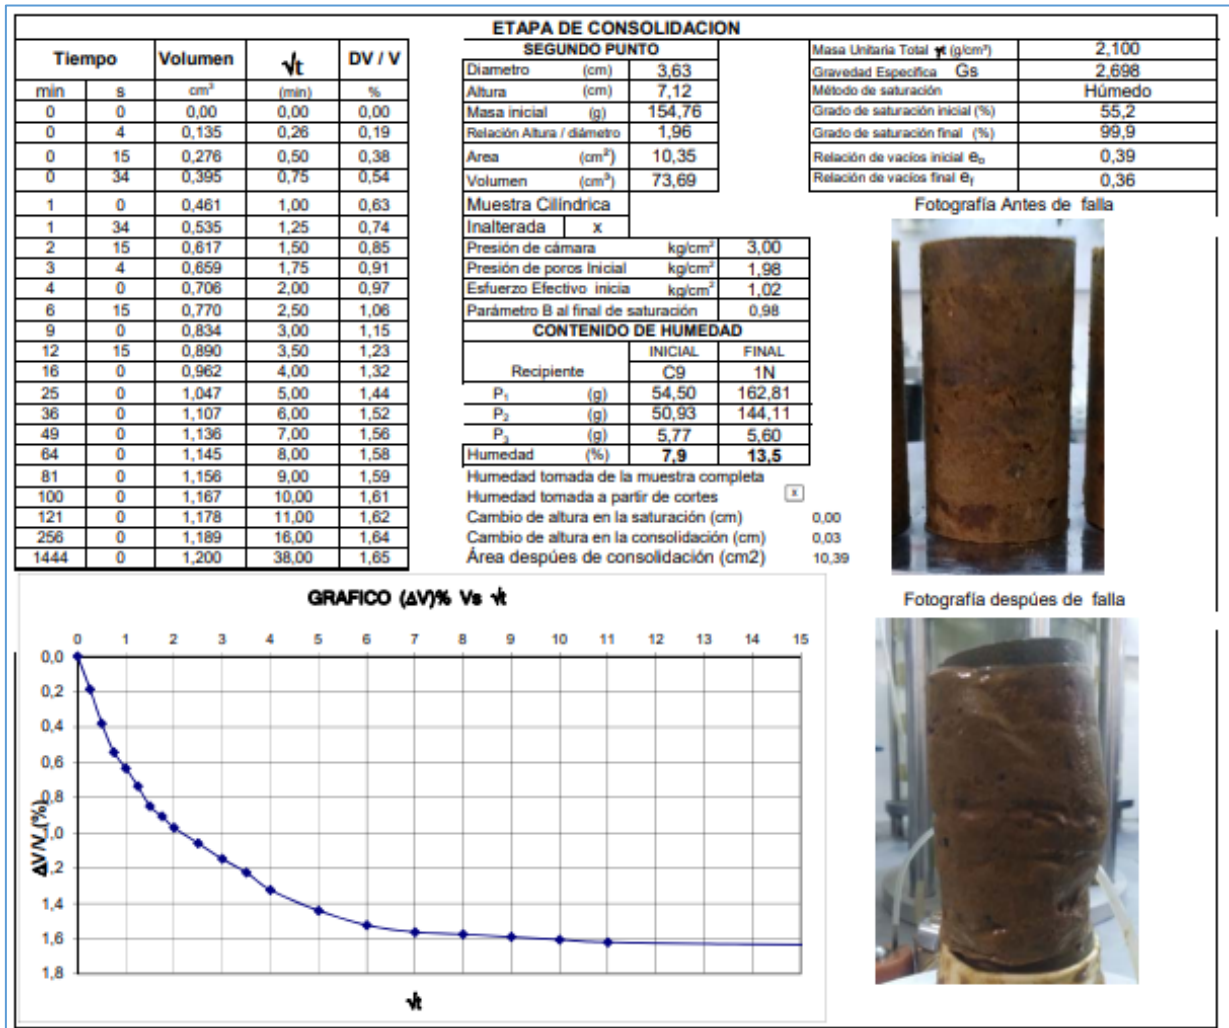 ETAPA DE CONSOLIDACION
Tiempo Volumen √t DV / V
min s cm³ (min) %
0 0 0,00 0,00 0,00
0 4 0,135 0,26 0,19
0 15 0,276 0,50 0,38
0 34 0,395 0,75 0,54
1 0 0,461 1,00 0,63
1 34 0,535 1,25 0,74
2 15 0,617 1,50 0,85
3 4 0,659 1,75 0,91
4 0 0,706 2,00 0,97
6 15 0,770 2,50 1,06
9 0 0,834 3,00 1,15
12 15 0,890 3,50 1,23
16 0 0,962 4,00 1,32
25 0 1,047 5,00 1,44
36 0 1,107 6,00 1,52
49 0 1,136 7,00 1,56
64 0 1,145 8,00 1,58
81 0 1,156 9,00 1,59
100 0 1,167 10,00 1,61
121 0 1,178 11,00 1,62
256 0 1,189 16,00 1,64
1444 0 1,200 38,00 1,65
SEGUNDO PUNTO
Diametro (cm) 3,63
Altura (cm) 7,12
Masa inicial (g) 154,76
Relación Altura / diámetro 1,96
Area (cm²) 10,35
Volumen (cm³) 73,69
Muestra Cilíndrica
Inalterada x
Presión de cámara kg/cm² 3,00
Presión de poros Inicial kg/cm² 1,98
Esfuerzo Efectivo inicia kg/cm² 1,02
Parámetro B al final de saturación 0,98
CONTENIDO DE HUMEDAD
INICIAL FINAL
Recipiente C9 1N
P₁ (g) 54,50 162,81
P₂ (g) 50,93 144,11
P₃ (g) 5,77 5,60
Humedad (%) 7,9 13,5
Humedad tomada de la muestra completa
Humedad tomada a partir de cortes x
Cambio de altura en la saturación (cm) 0,00
Cambio de altura en la consolidación (cm) 0,03
Área despúes de consolidación (cm2) 10,39
Masa Unitaria Total γt (g/cm³) 2,100
Gravedad Especifica Gs 2,698
Método de saturación Húmedo
Grado de saturación inicial (%) 55,2
Grado de saturación final (%) 99,9
Relación de vacíos inicial e₀ 0,39
Relación de vacíos final ef 0,36
Fotografía Antes de falla
Fotografía despúes de falla
GRAFICO (ΔV)% Vs √t
0 1 2 3 4 5 6 7 8 9 10 11 12 13 14 15
0,0
0,2
0,4
0,6
0,8
1,0
1,2
1,4
1,6
1,8
ΔV/V (%)
√t